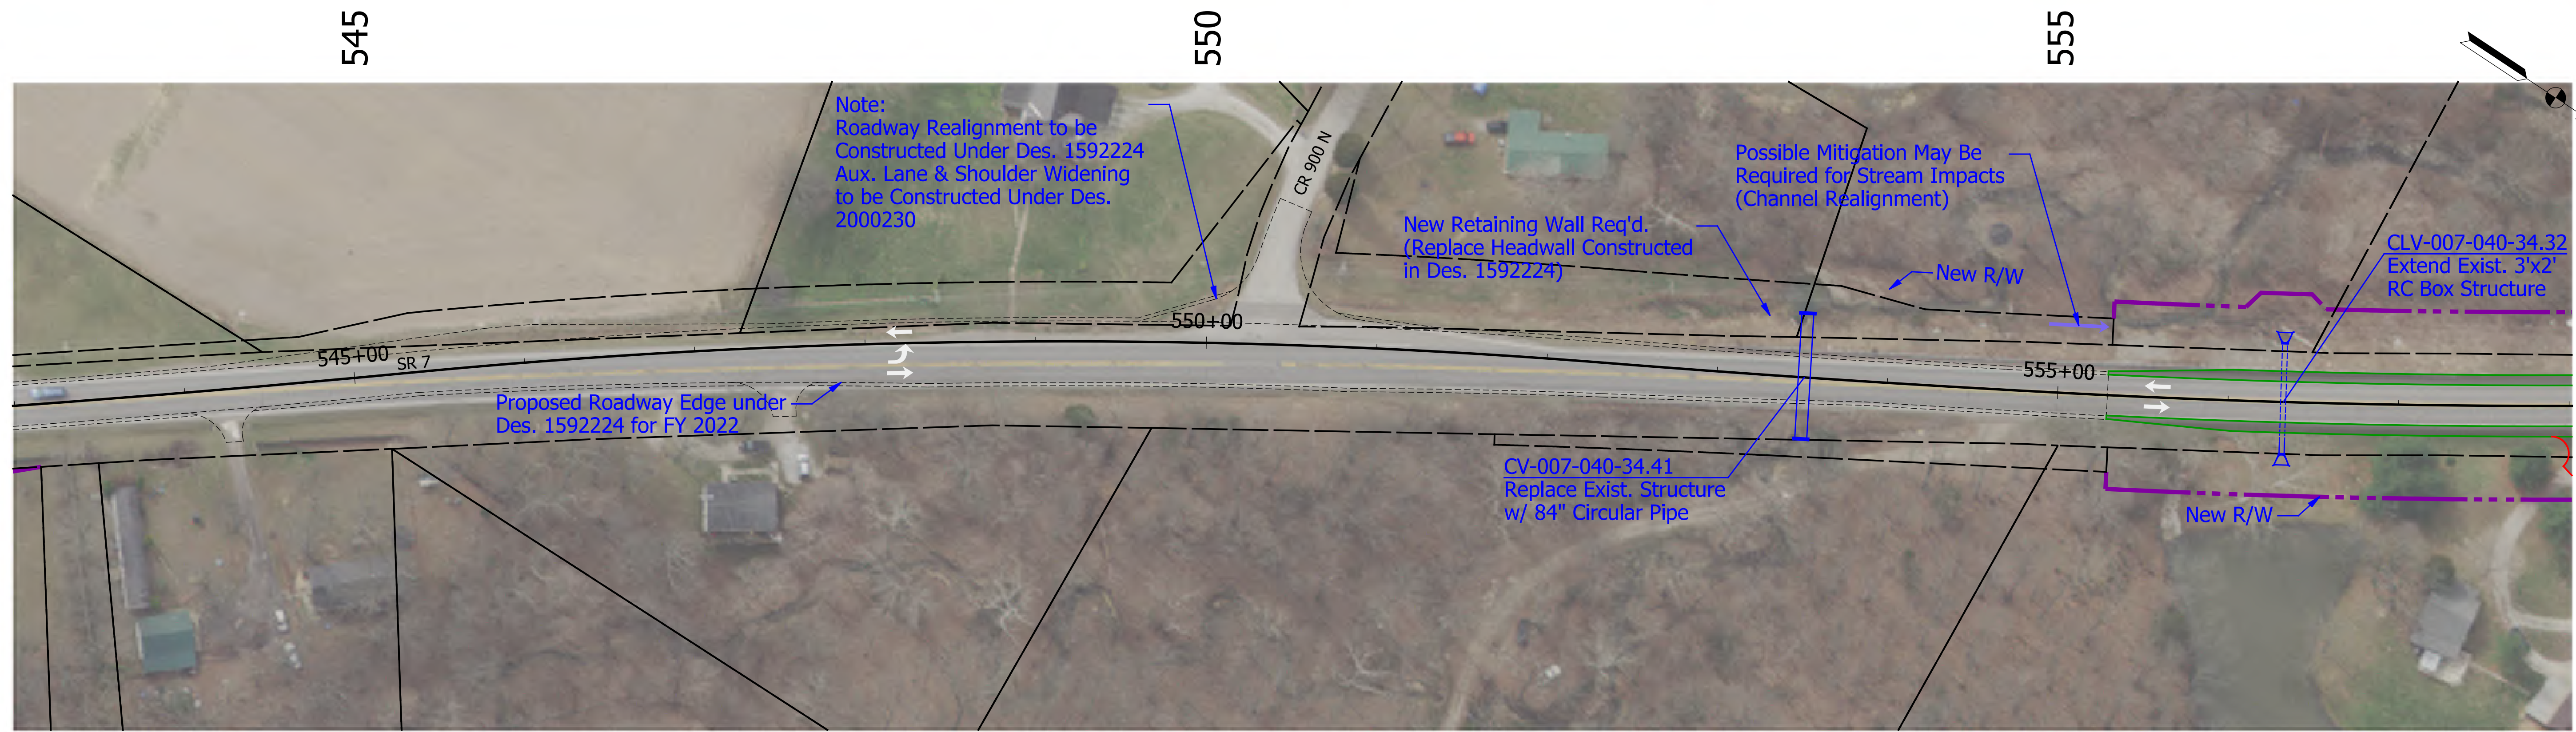 545
550
555
Note:
Roadway Realignment to be
Constructed Under Des. 1592224
Aux. Lane & Shoulder Widening
to be Constructed Under Des.
2000230
CR 900 N
New Retaining Wall Req'd.
(Replace Headwall Constructed
in Des. 1592224)
Possible Mitigation May Be
Required for Stream Impacts
(Channel Realignment)
New R/W
CLV-007-040-34.32
Extend Exist. 3'x2'
RC Box Structure
545+00
SR 7
550+00
555+00
Proposed Roadway Edge under
Des. 1592224 for FY 2022
CV-007-040-34.41
Replace Exist. Structure
w/ 84" Circular Pipe
New R/W